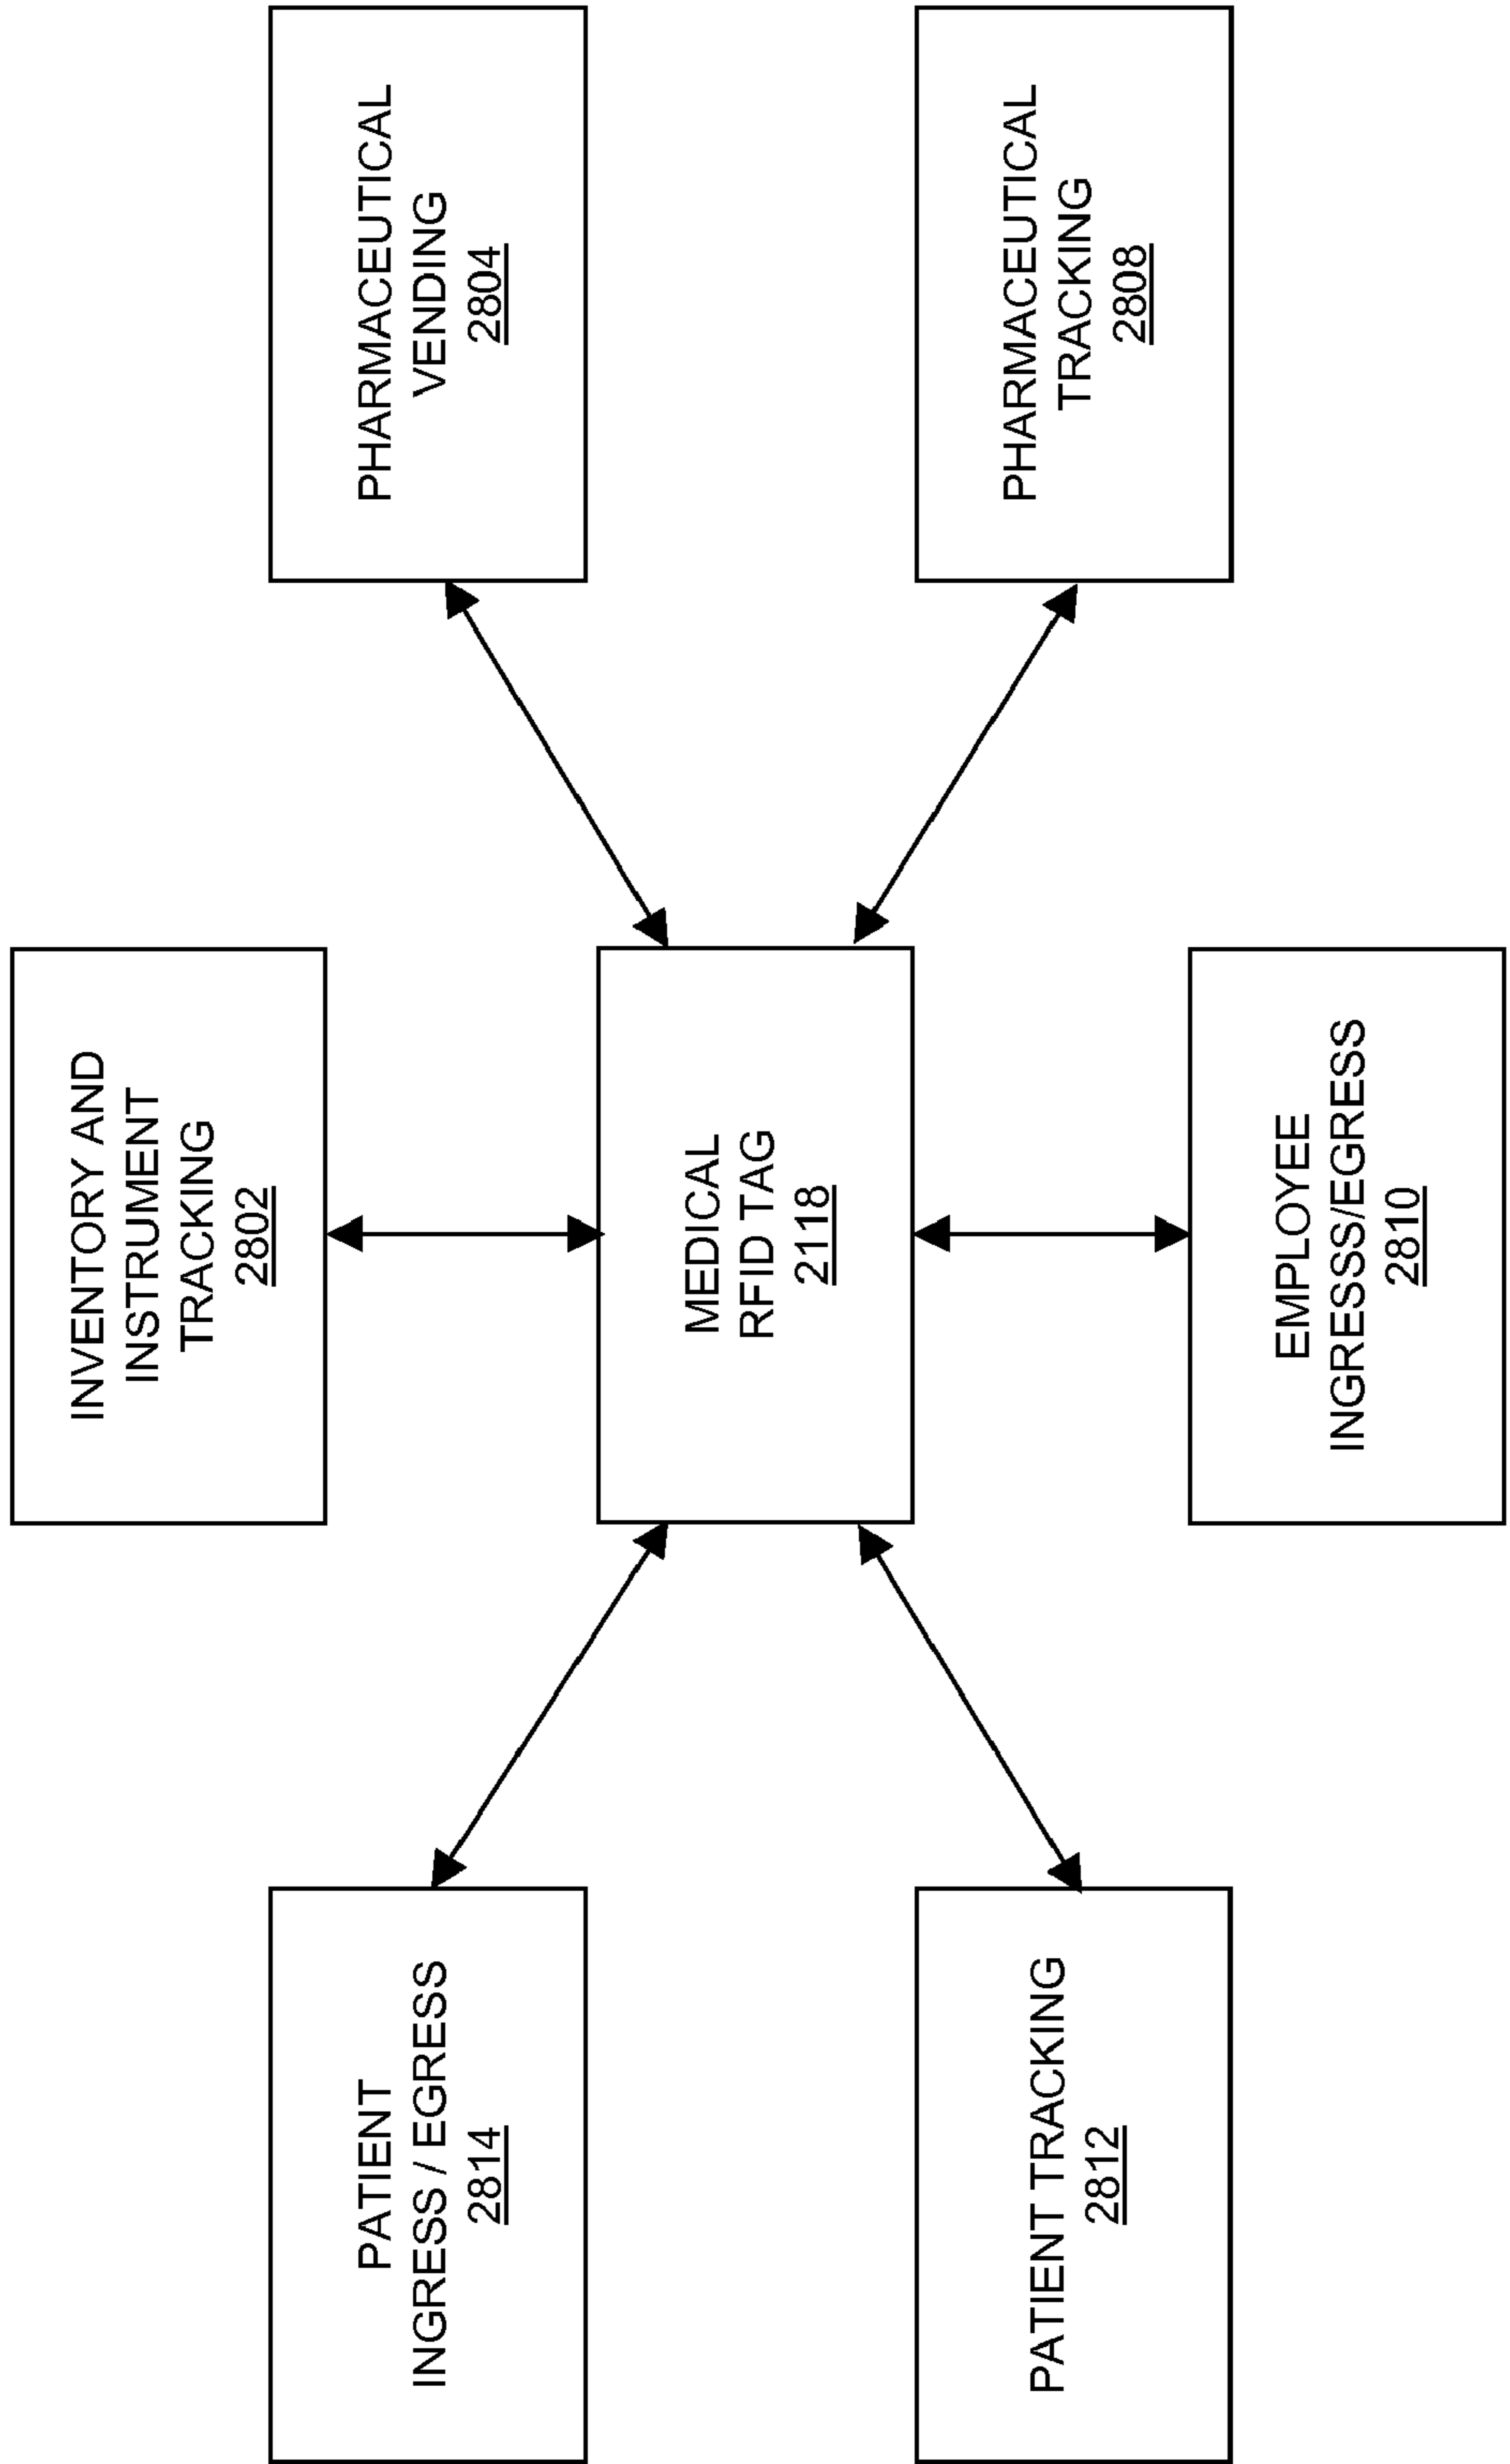 INVENTORY AND
INSTRUMENT
TRACKING
2802
PATIENT
INGRESS / EGRESS
2814
PHARMACEUTICAL
VENDING
2804
MEDICAL
RFID TAG
2118
PATIENT TRACKING
2812
PHARMACEUTICAL
TRACKING
2808
EMPLOYEE
INGRESS/EGRESS
2810